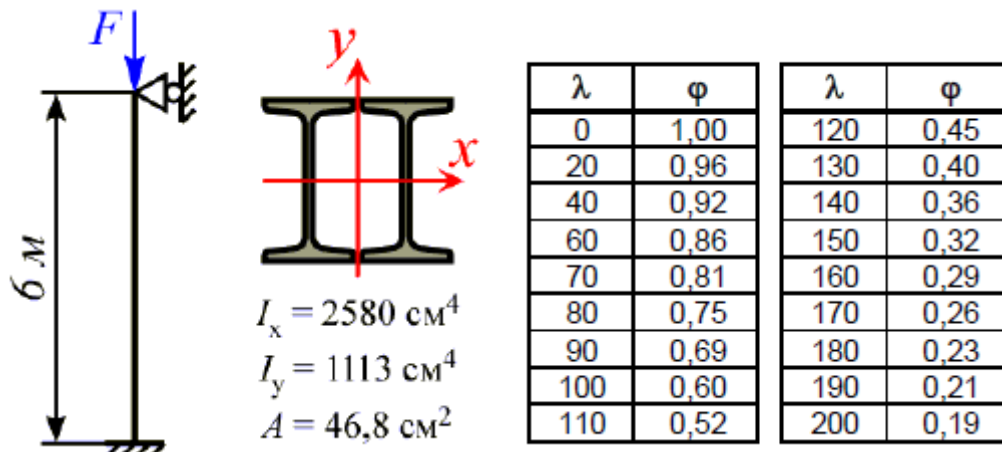 F
6 м
y
x
I_x = 2580 см⁴
I_y = 1113 см⁴
A = 46,8 см²
λ φ
0 1,00
20 0,96
40 0,92
60 0,86
70 0,81
80 0,75
90 0,69
100 0,60
110 0,52
λ φ
120 0,45
130 0,40
140 0,36
150 0,32
160 0,29
170 0,26
180 0,23
190 0,21
200 0,19